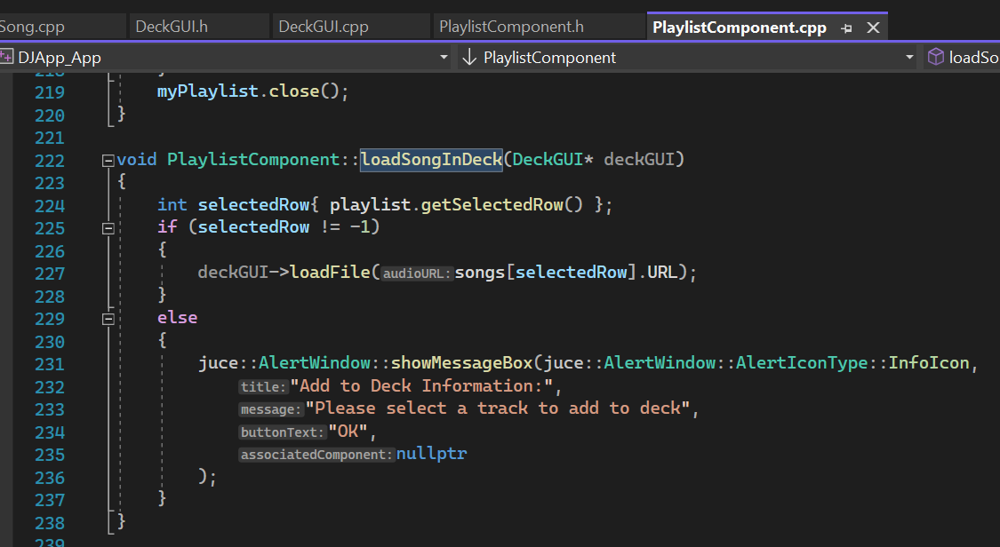 Song.cpp DeckGUI.h DeckGUI.cpp PlaylistComponent.h PlaylistComponent.cpp
DJApp_App PlaylistComponent loadSo
218 }
219 myPlaylist.close();
220 }
221
222 void PlaylistComponent::loadSongInDeck(DeckGUI* deckGUI)
223 {
224 int selectedRow{ playlist.getSelectedRow() };
225 if (selectedRow != -1)
226 {
227 deckGUI->loadFile(audioURL:songs[selectedRow].URL);
228 }
229 else
230 {
231 juce::AlertWindow::showMessageBox(juce::AlertWindow::AlertIconType::InfoIcon,
232 title:"Add to Deck Information:",
233 message:"Please select a track to add to deck",
234 buttonText:"OK",
235 associatedComponent:nullptr
236 );
237 }
238 }
239